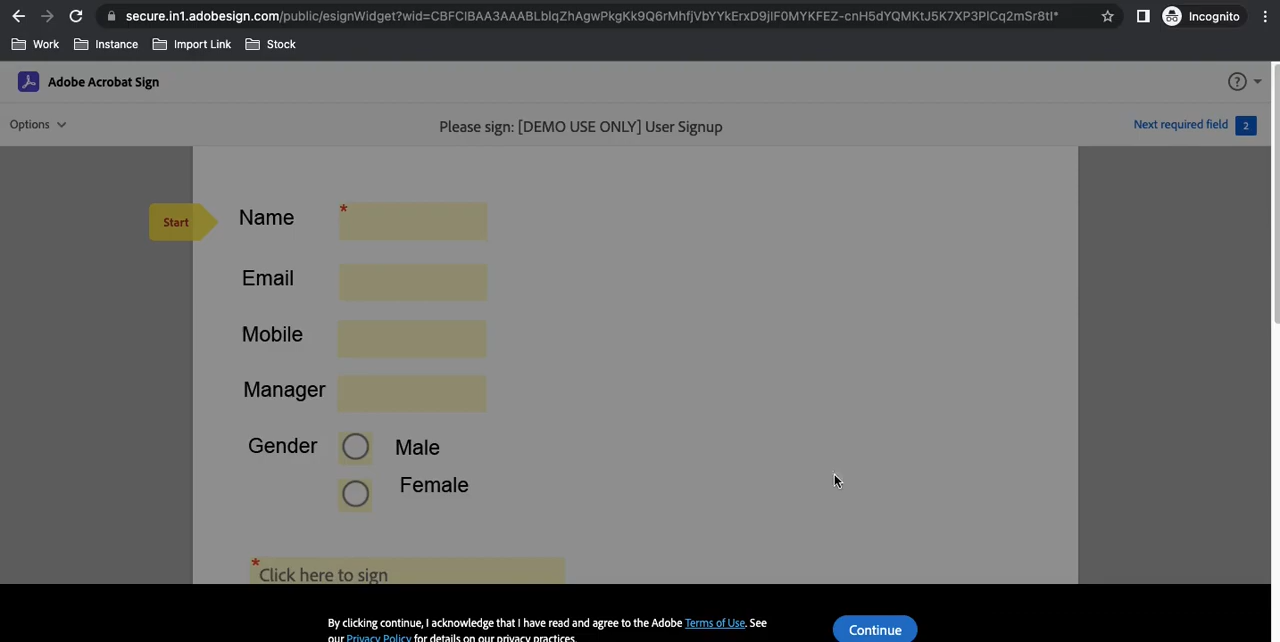 secure.in1.adobesign.com/public/esignWidget?wid=CBFCIBAA3AAABLblqZhAgwPkgKk9Q6rMhfjVbYYkErxD9jIF0MYKFEZ-cnH5dYQMKtJ5K7XP3PlCq2mSr8tI*
Incognito
Work Instance Import Link Stock
Adobe Acrobat Sign
?
Options
Please sign: [DEMO USE ONLY] User Signup
Next required field 2
Start
Name *
Email
Mobile
Manager
Gender Male
Female
* Click here to sign
By clicking continue, I acknowledge that I have read and agree to the Adobe Terms of Use. See
our Privacy Policy for details on our privacy practices.
Continue